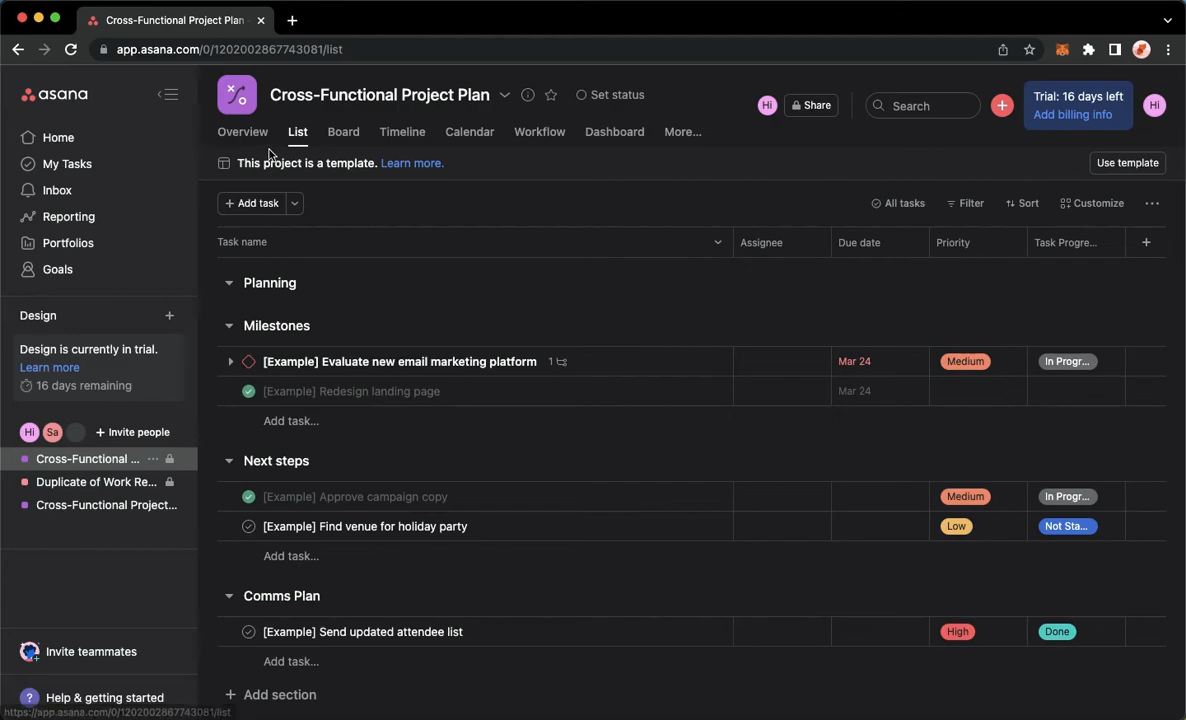 Cross-Functional Project Plan
app.asana.com/0/1202002867743081/list
asana
Home
My Tasks
Inbox
Reporting
Portfolios
Goals
Design
Design is currently in trial.
Learn more
16 days remaining
Hi Sa Invite people
Cross-Functional ...
Duplicate of Work Re...
Cross-Functional Project...
Invite teammates
? Help & getting started
https://app.asana.com/0/1202002867743081/list
Cross-Functional Project Plan Set status
Hi Share Search Trial: 16 days left
Add billing info Hi
Overview List Board Timeline Calendar Workflow Dashboard More...
This project is a template. Learn more. Use template
+ Add task All tasks Filter Sort Customize
Task name Assignee Due date Priority Task Progre...
Planning
Milestones
[Example] Evaluate new email marketing platform 1 Mar 24 Medium In Progr...
[Example] Redesign landing page Mar 24
Add task...
Next steps
[Example] Approve campaign copy Medium In Progr...
[Example] Find venue for holiday party Low Not Sta...
Add task...
Comms Plan
[Example] Send updated attendee list High Done
Add task...
+ Add section